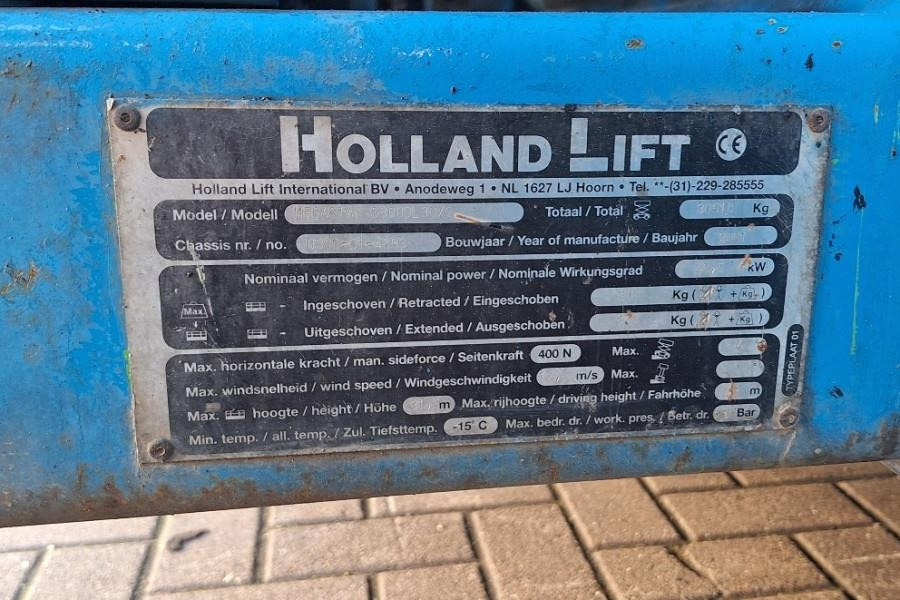 HOLLAND LIFT CE
Holland Lift International BV • Anodeweg 1 • NL 1627 LJ Hoorn • Tel. **-(31)-229-285555
Model / Modell Totaal / Total Kg
Chassis nr. / no. Bouwjaar / Year of manufacture / Baujahr
Nominaal vermogen / Nominal power / Nominale Wirkungsgrad kW
Max. - Ingeschoven / Retracted / Eingeschoben Kg ( + Kg )
- Uitgeschoven / Extended / Ausgeschoben Kg ( + Kg )
Max. horizontale kracht / man. sideforce / Seitenkraft 400 N Max. °
Max. windsnelheid / wind speed / Windgeschwindigkeit m/s Max. °
Max. hoogte / height / Höhe m Max. rijhoogte / driving height / Fahrhöhe m
Min. temp. / all. temp. / Zul. Tiefsttemp. -15° C Max. bedr. dr. / work. pres. / Betr. dr. Bar
TYPEPLAAT 01